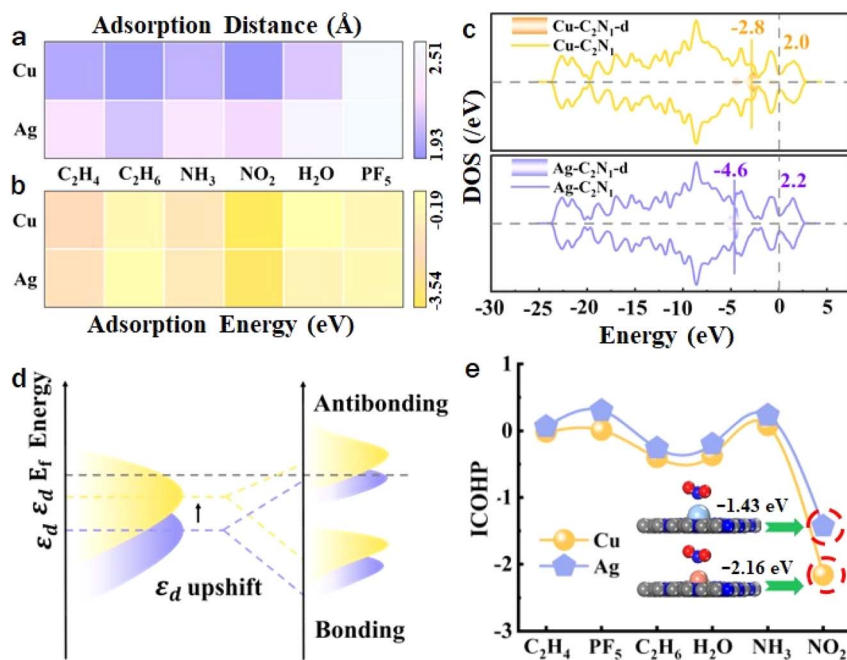 a
Adsorption Distance (Å)
Cu
Ag
2.51
1.93
C₂H₄ C₂H₆ NH₃ NO₂ H₂O PF₅
b
Cu
Ag
-0.19
-3.54
Adsorption Energy (eV)
c
Cu-C₂N₁-d
Cu-C₂N₁
-2.8
2.0
Ag-C₂N₁-d
Ag-C₂N₁
-4.6
2.2
DOS (/eV)
-30 -25 -20 -15 -10 -5 0 5
Energy (eV)
d
εd εd Ef Energy
Antibonding
εd upshift
Bonding
e
ICOHP
1
0
-1
-2
-3
−1.43 eV
−2.16 eV
Cu
Ag
C₂H₄ PF₅ C₂H₆ H₂O NH₃ NO₂